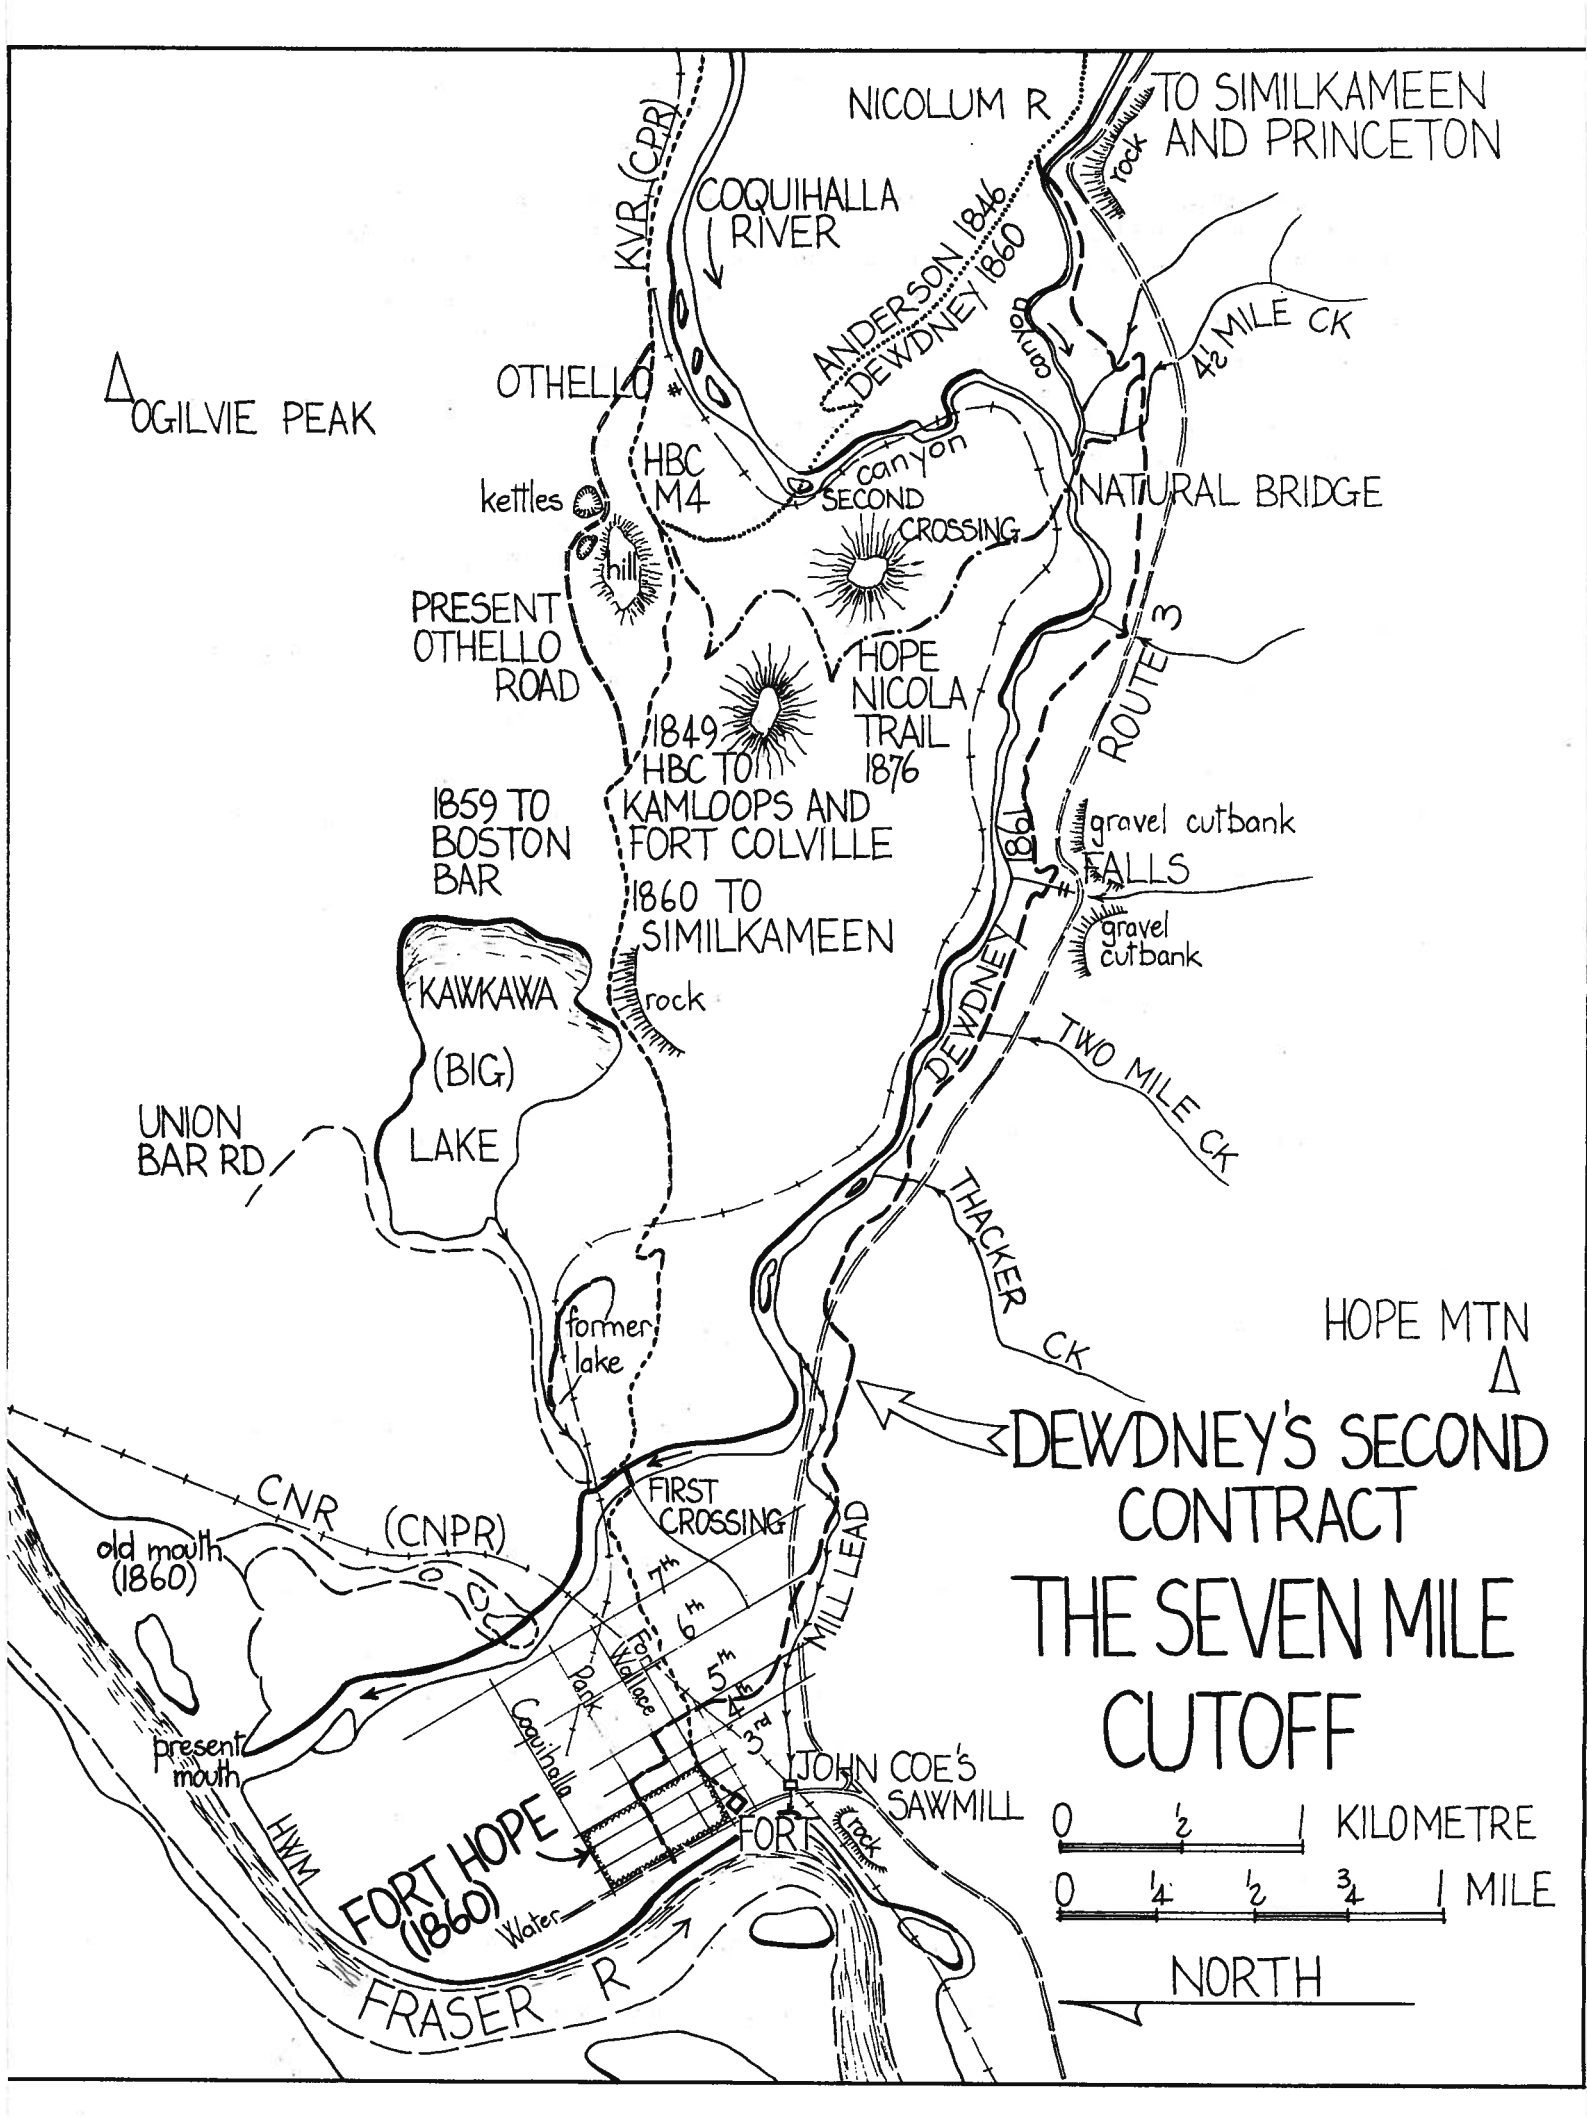 NICOLUM R
TO SIMILKAMEEN
AND PRINCETON
rock
KVR (CPR)
COQUIHALLA
RIVER
ANDERSON 1846
DEWDNEY 1860
canyon
4½ MILE CK
OTHELLO
OGILVIE PEAK
HBC
M4
canyon
kettles
SECOND
CROSSING
NATURAL BRIDGE
hill
PRESENT
OTHELLO
ROAD
HOPE
NICOLA
TRAIL
1876
ROUTE 3
1849
HBC TO
KAMLOOPS AND
FORT COLVILLE
1859 TO
BOSTON
BAR
1860 TO
SIMILKAMEEN
1861
gravel cutbank
FALLS
gravel
cutbank
rock
KAWKAWA
(BIG)
LAKE
DEWDNEY
TWO MILE CK
UNION
BAR RD
THACKER CK
former
lake
HOPE MTN
DEWDNEY'S SECOND
CONTRACT
THE SEVEN MILE
CUTOFF
CNR (CNPR)
FIRST
CROSSING
MILL LEAD
old mouth
(1860)
7th
6th
5th
4th
3rd
Fort
Wallace
Park
Coquihalla
present
mouth
JOHN COE'S
SAWMILL
FORT
rock
HWM
FORT HOPE
(1860)
Water
FRASER R
0 ½ 1 KILOMETRE
0 ¼ ½ ¾ 1 MILE
NORTH